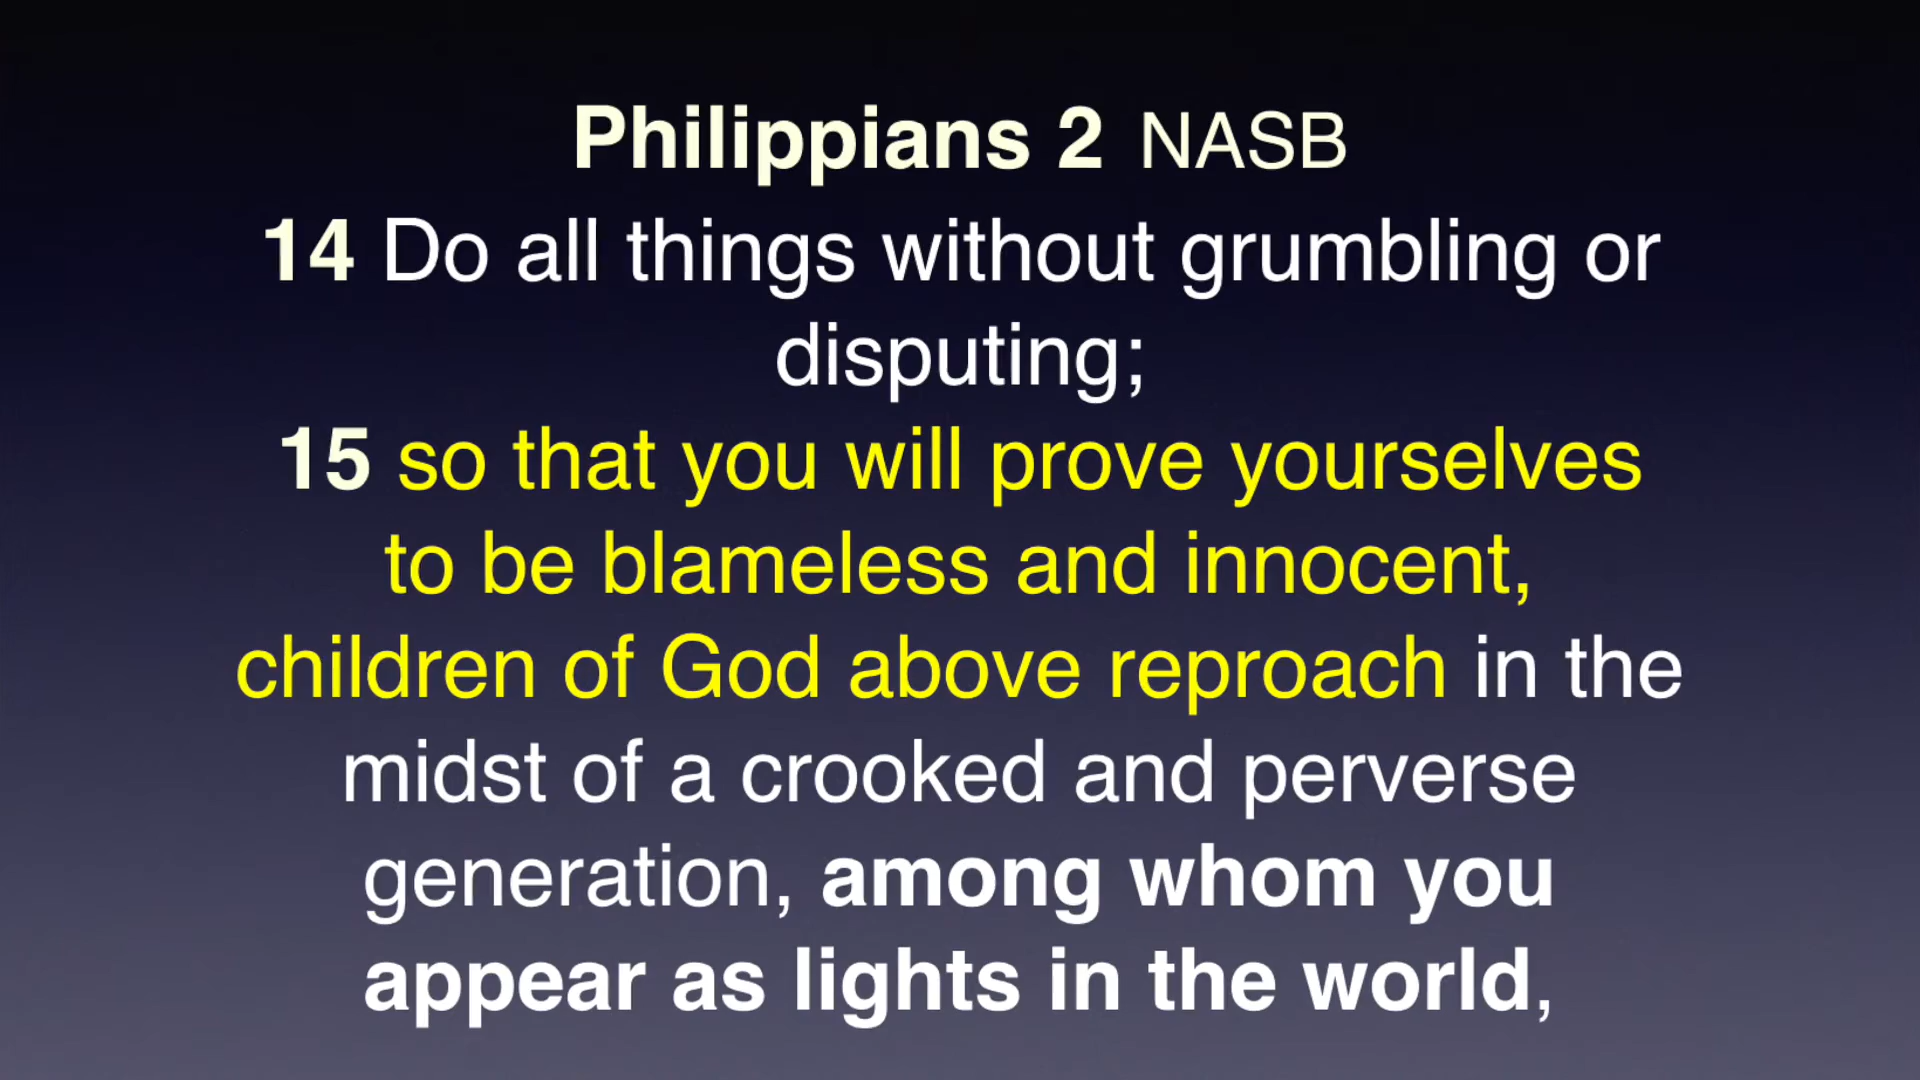 Philippians 2 NASB
14 Do all things without grumbling or
disputing;
15 so that you will prove yourselves
to be blameless and innocent,
children of God above reproach in the
midst of a crooked and perverse
generation, among whom you
appear as lights in the world,